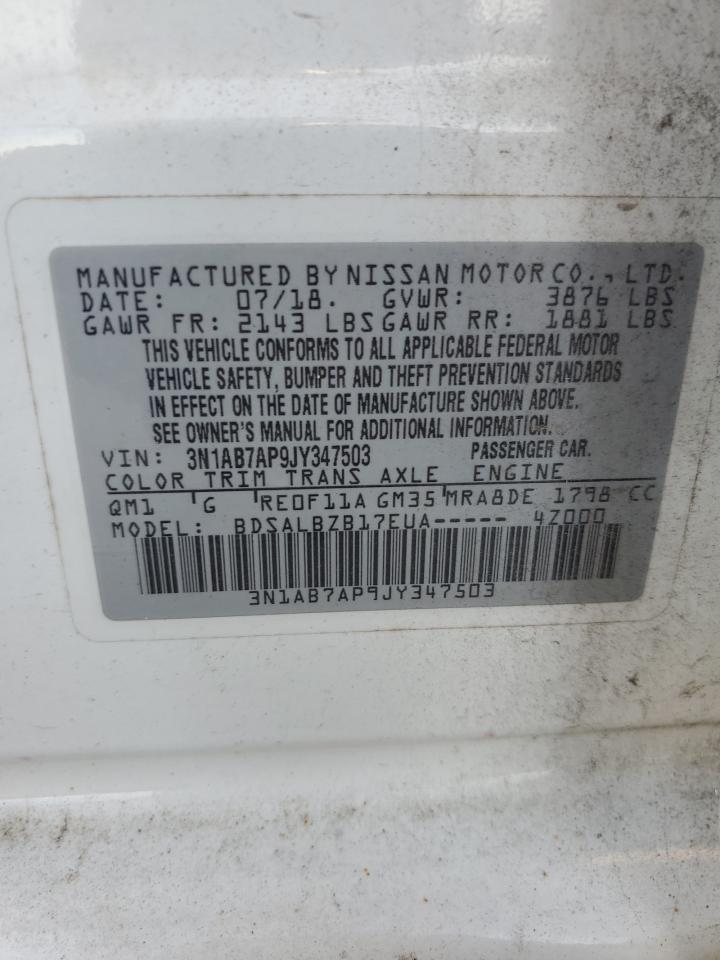 MANUFACTURED BY NISSAN MOTOR CO., LTD.
DATE: 07/18. GVWR: 3876 LBS
GAWR FR: 2143 LBS GAWR RR: 1881 LBS
THIS VEHICLE CONFORMS TO ALL APPLICABLE FEDERAL MOTOR
VEHICLE SAFETY, BUMPER AND THEFT PREVENTION STANDARDS
IN EFFECT ON THE DATE OF MANUFACTURE SHOWN ABOVE.
SEE OWNER'S MANUAL FOR ADDITIONAL INFORMATION.
VIN: 3N1AB7AP9JY347503 PASSENGER CAR.
COLOR TRIM TRANS AXLE ENGINE
QM1 G RE0F11A GM35 MRA8DE 1798 CC
MODEL: BDSALBZB17EUA----- 4Z000
3N1AB7AP9JY347503